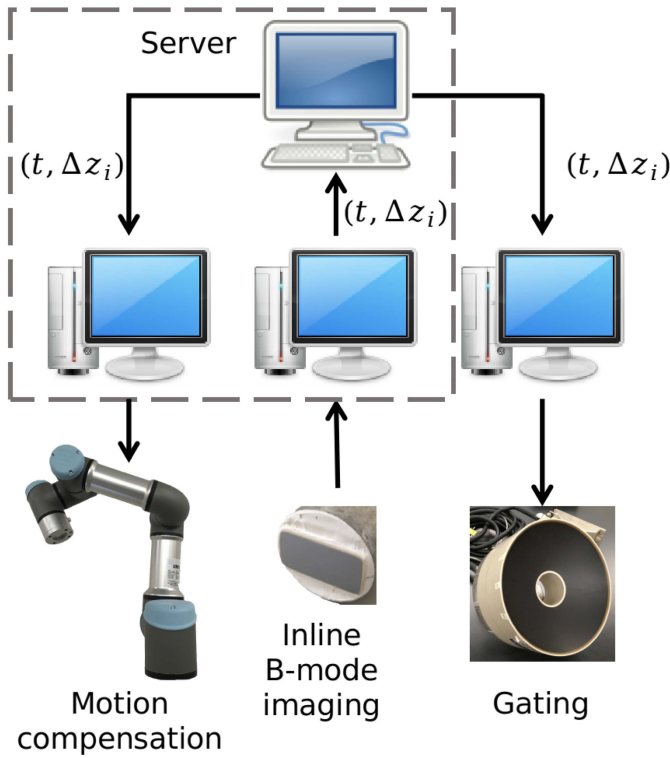 Server
(t, Δz_i)
(t, Δz_i)
(t, Δz_i)
Inline
B-mode
imaging
Motion
compensation
Gating